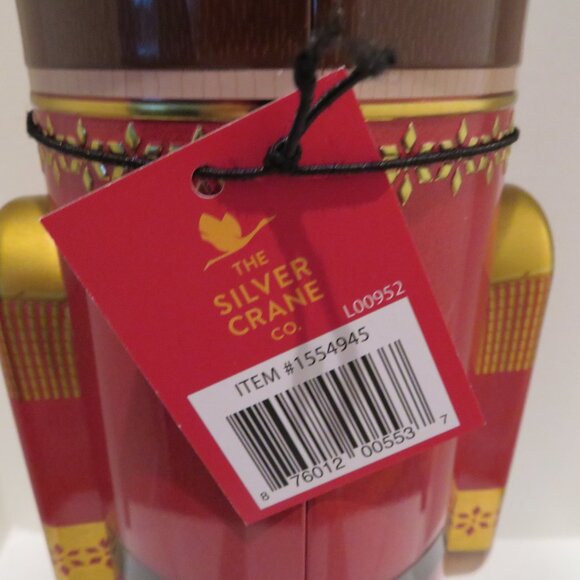 THE
SILVER
CRANE
CO.
L00952
ITEM #1554945
8 76012 00553 7